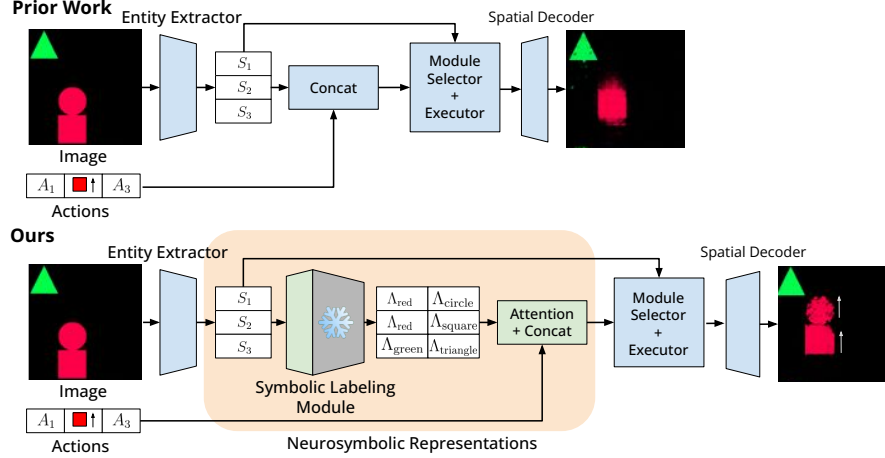 Prior Work
Entity Extractor
Spatial Decoder
S₁
S₂
S₃
Concat
Module
Selector
+
Executor
Image
A₁ A₃
Actions
Ours
Entity Extractor
Spatial Decoder
S₁
S₂
S₃
Λred Λcircle
Λred Λsquare
Λgreen Λtriangle
Attention
+ Concat
Module
Selector
+
Executor
Image
Symbolic Labeling
Module
A₁ A₃
Actions
Neurosymbolic Representations